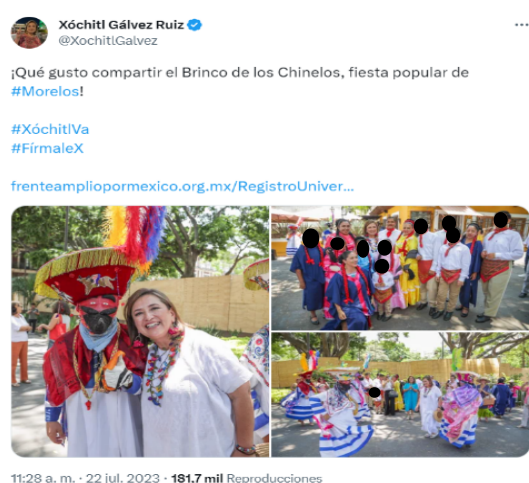 Xóchitl Gálvez Ruiz
@XochitlGalvez
¡Qué gusto compartir el Brinco de los Chinelos, fiesta popular de
#Morelos!
#XóchitlVa
#FírmaleX
frenteampliopormexico.org.mx/RegistroUniver...
11:28 a. m. · 22 jul. 2023 · 181.7 mil Reproducciones